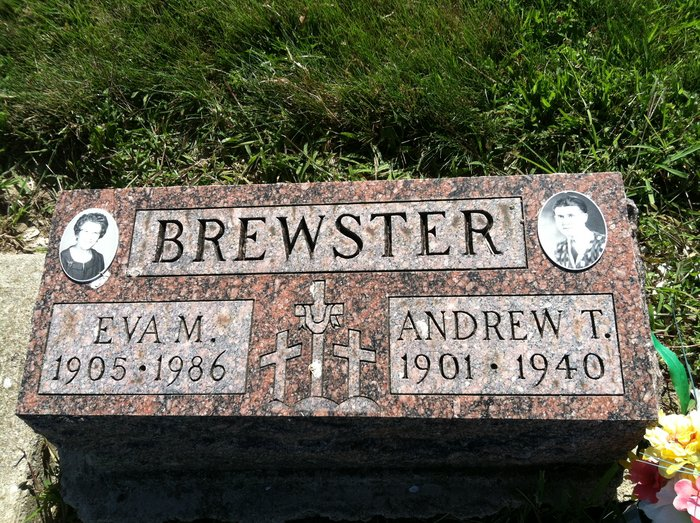 BREWSTER
EVA M.
1905 · 1986
ANDREW T.
1901 · 1940